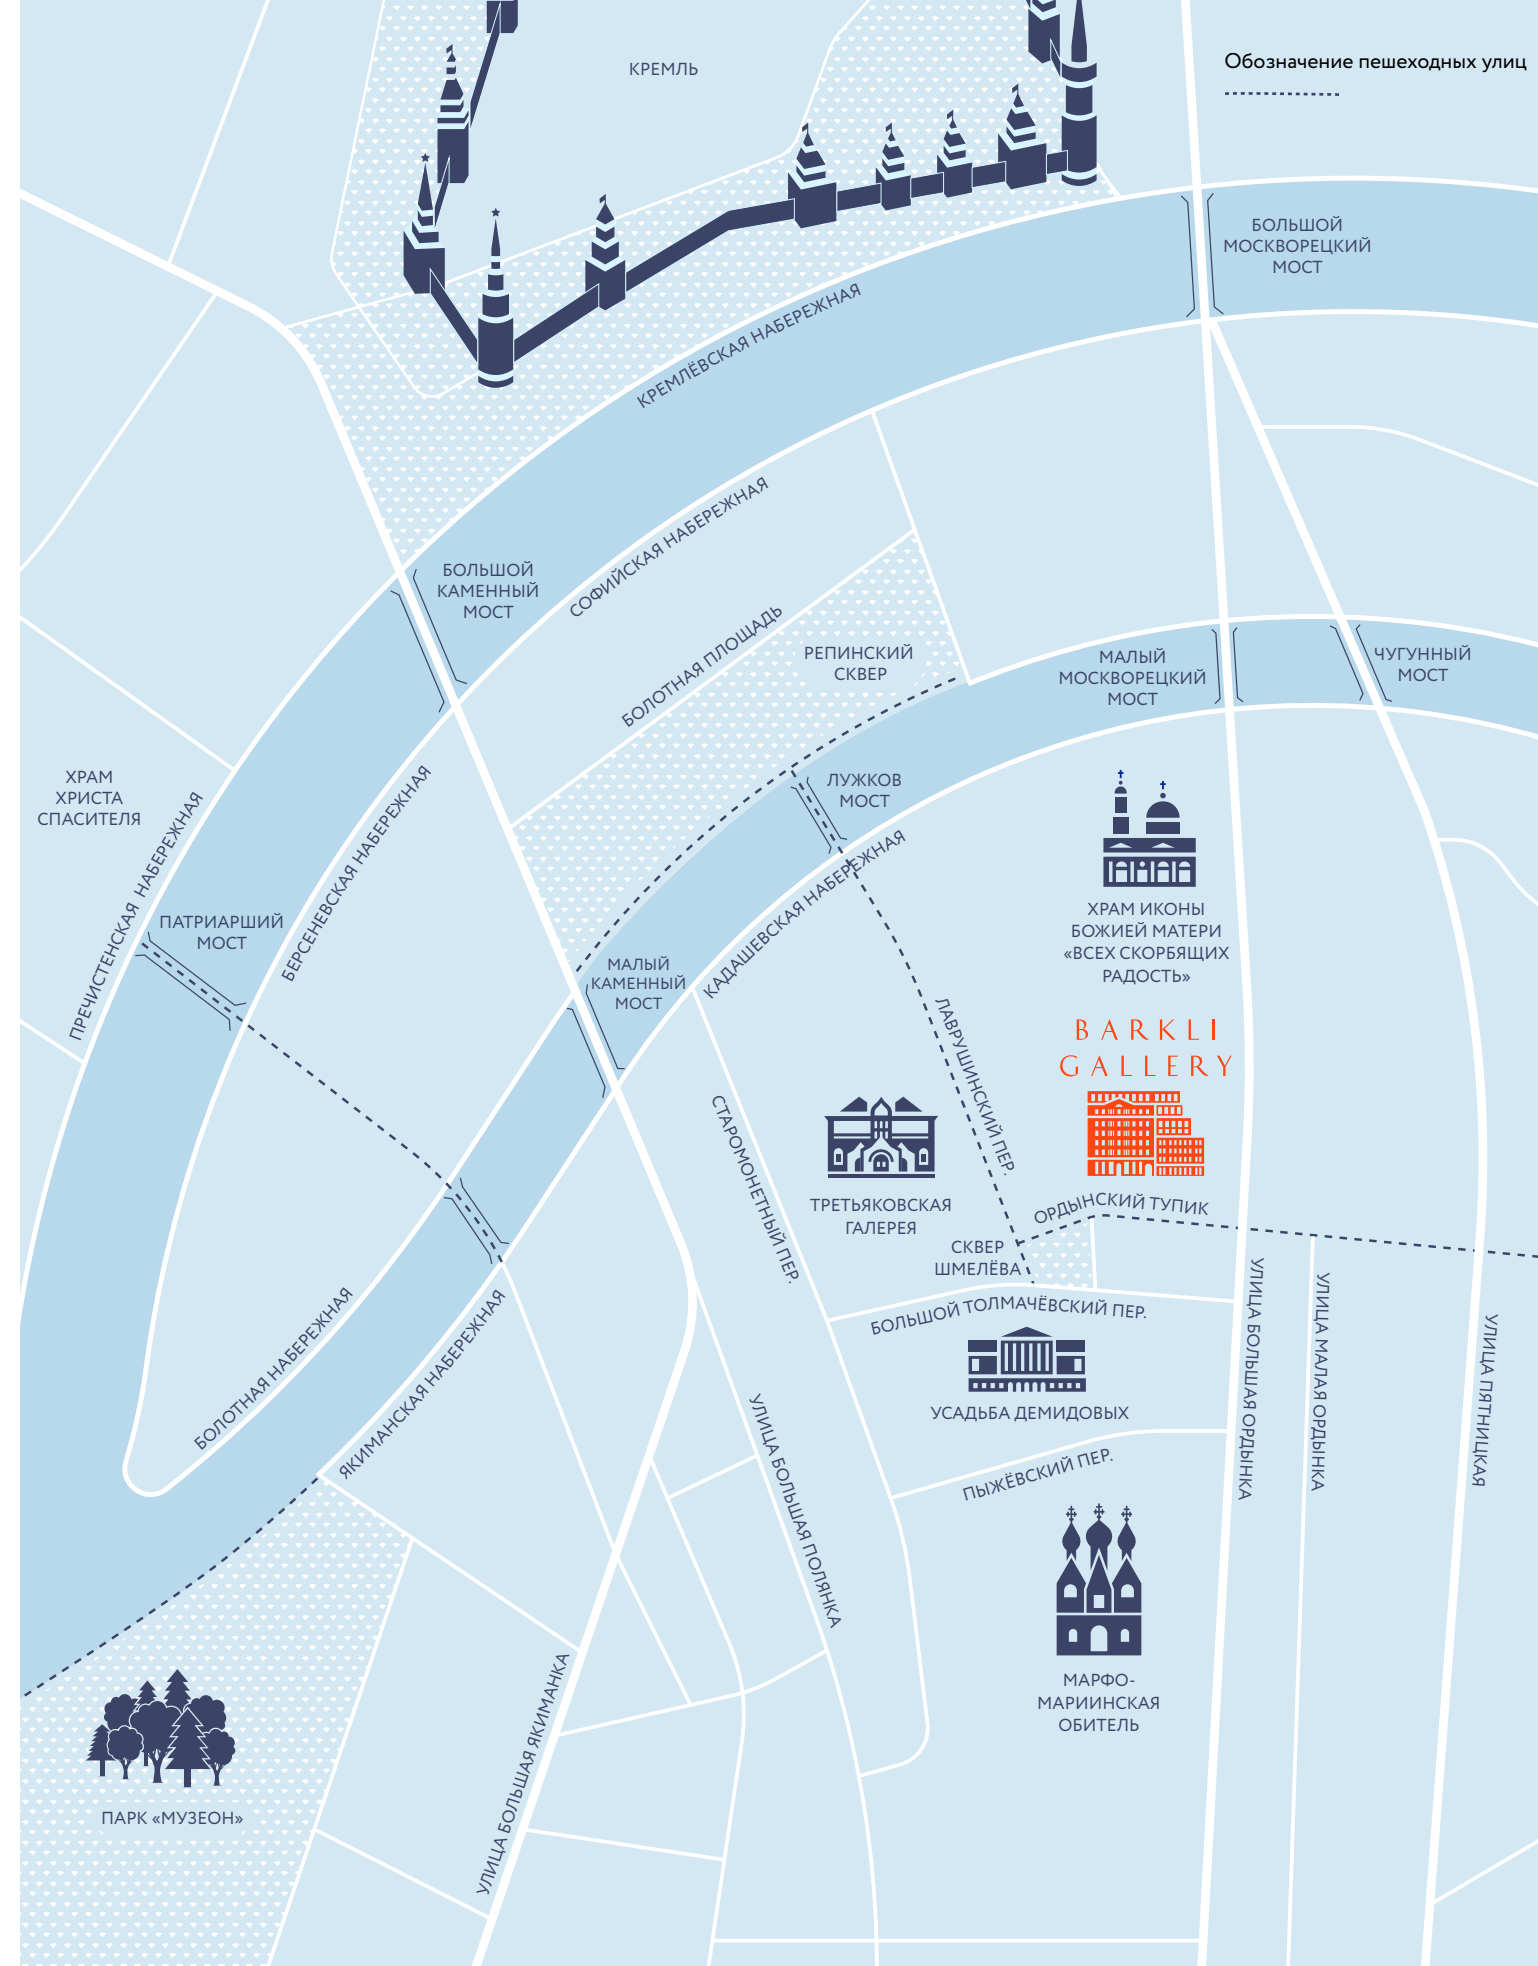 КРЕМЛЬ
Обозначение пешеходных улиц
БОЛЬШОЙ
МОСКВОРЕЦКИЙ
МОСТ
КРЕМЛЁВСКАЯ НАБЕРЕЖНАЯ
СОФИЙСКАЯ НАБЕРЕЖНАЯ
БОЛЬШОЙ
КАМЕННЫЙ
МОСТ
БОЛОТНАЯ ПЛОЩАДЬ
РЕПИНСКИЙ
СКВЕР
МАЛЫЙ
МОСКВОРЕЦКИЙ
МОСТ
ЧУГУННЫЙ
МОСТ
ХРАМ
ХРИСТА
СПАСИТЕЛЯ
ЛУЖКОВ
МОСТ
ПРЕЧИСТЕНСКАЯ НАБЕРЕЖНАЯ
БЕРСЕНЕВСКАЯ НАБЕРЕЖНАЯ
ПАТРИАРШИЙ
МОСТ
КАДАШЕВСКАЯ НАБЕРЕЖНАЯ
МАЛЫЙ
КАМЕННЫЙ
МОСТ
ХРАМ ИКОНЫ
БОЖИЕЙ МАТЕРИ
«ВСЕХ СКОРБЯЩИХ
РАДОСТЬ»
ЛАВРУШИНСКИЙ ПЕР.
BARKLI
GALLERY
СТАРОМОНЕТНЫЙ ПЕР.
ТРЕТЬЯКОВСКАЯ
ГАЛЕРЕЯ
ОРДЫНСКИЙ ТУПИК
СКВЕР
ШМЕЛЁВА
БОЛЬШОЙ ТОЛМАЧЁВСКИЙ ПЕР.
УЛИЦА БОЛЬШАЯ ОРДЫНКА
УЛИЦА МАЛАЯ ОРДЫНКА
УЛИЦА ПЯТНИЦКАЯ
БОЛОТНАЯ НАБЕРЕЖНАЯ
ЯКИМАНСКАЯ НАБЕРЕЖНАЯ
УСАДЬБА ДЕМИДОВЫХ
УЛИЦА БОЛЬШАЯ ПОЛЯНКА
ПЫЖЁВСКИЙ ПЕР.
МАРФО-
МАРИИНСКАЯ
ОБИТЕЛЬ
УЛИЦА БОЛЬШАЯ ЯКИМАНКА
ПАРК «МУЗЕОН»